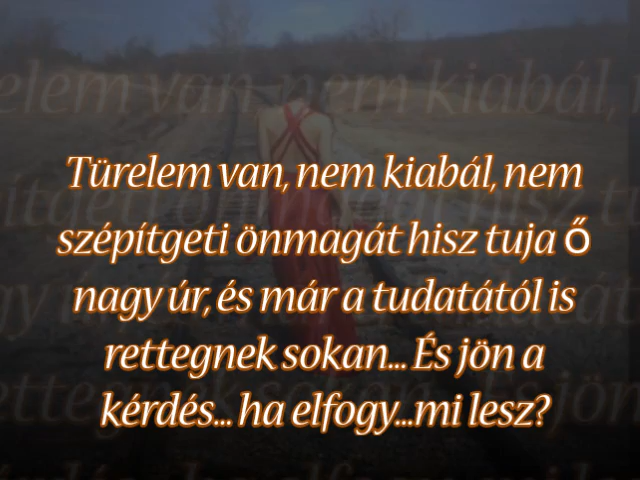 Türelem van, nem kiabál, nem
szépítgeti önmagát hisz tuja ő
nagy úr, és már a tudatától is
rettegnek sokan... És jön a
kérdés... ha elfogy...mi lesz?